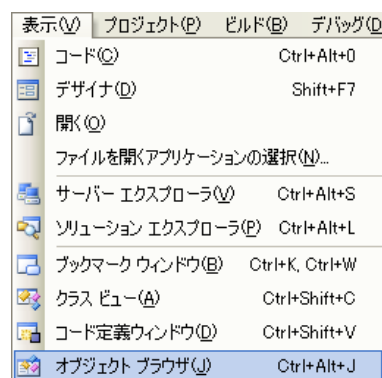 表示(V) プロジェクト(P) ビルド(B) デバッグ(D
コード(C) Ctrl+Alt+0
デザイナ(D) Shift+F7
開く(O)
ファイルを開くアプリケーションの選択(N)...
サーバー エクスプローラ(V) Ctrl+Alt+S
ソリューション エクスプローラ(P) Ctrl+Alt+L
ブックマーク ウィンドウ(B) Ctrl+K, Ctrl+W
クラス ビュー(A) Ctrl+Shift+C
コード定義ウィンドウ(D) Ctrl+Shift+V
オブジェクト ブラウザ(J) Ctrl+Alt+J